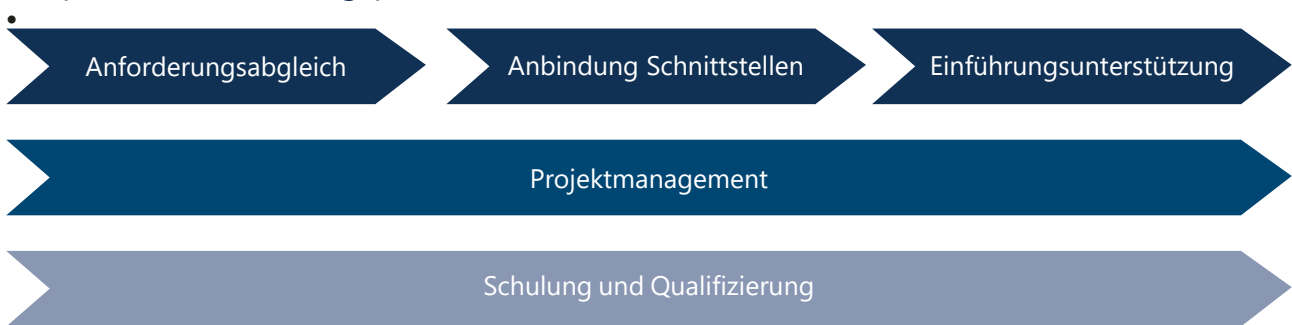 •
Anforderungsabgleich
Anbindung Schnittstellen
Einführungsunterstützung
Projektmanagement
Schulung und Qualifizierung